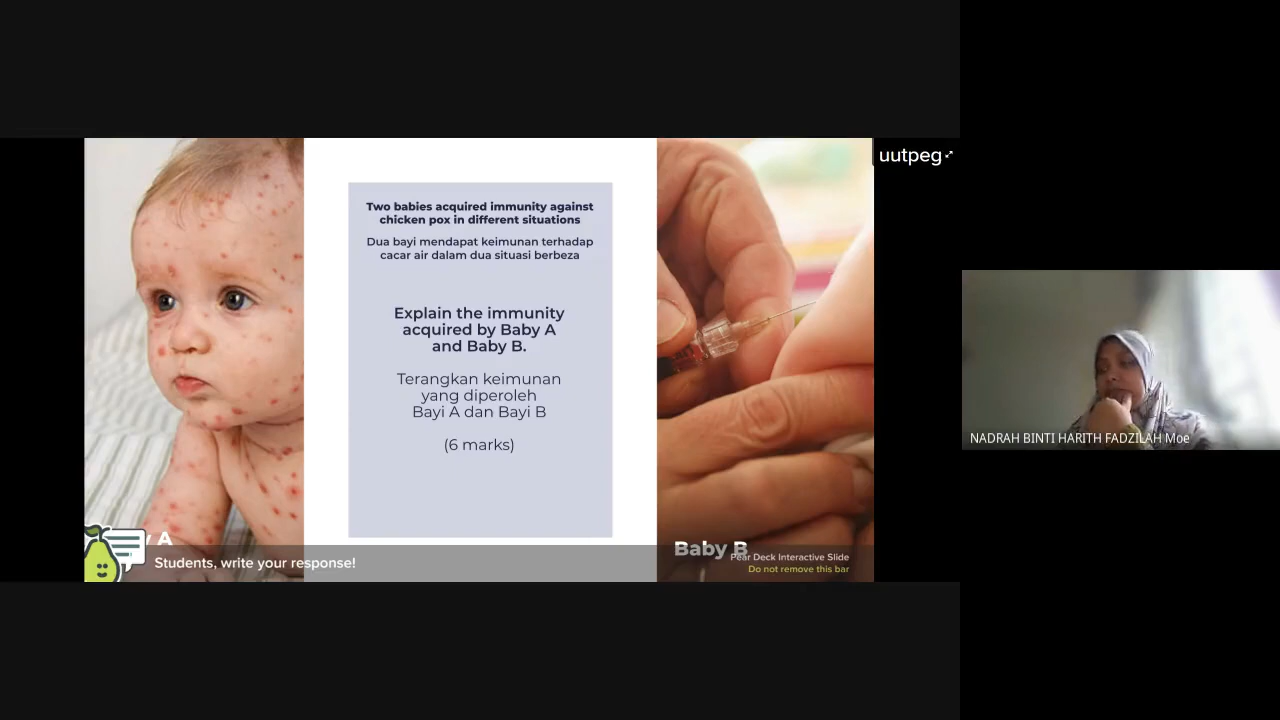 uutpeg
Two babies acquired immunity against
chicken pox in different situations
Dua bayi mendapat keimunan terhadap
cacar air dalam dua situasi berbeza
Explain the immunity
acquired by Baby A
and Baby B.
Terangkan keimunan
yang diperoleh
Bayi A dan Bayi B
(6 marks)
A
Students, write your response!
Baby B
Pear Deck Interactive Slide
Do not remove this bar
NADRAH BINTI HARITH FADZILAH Moe